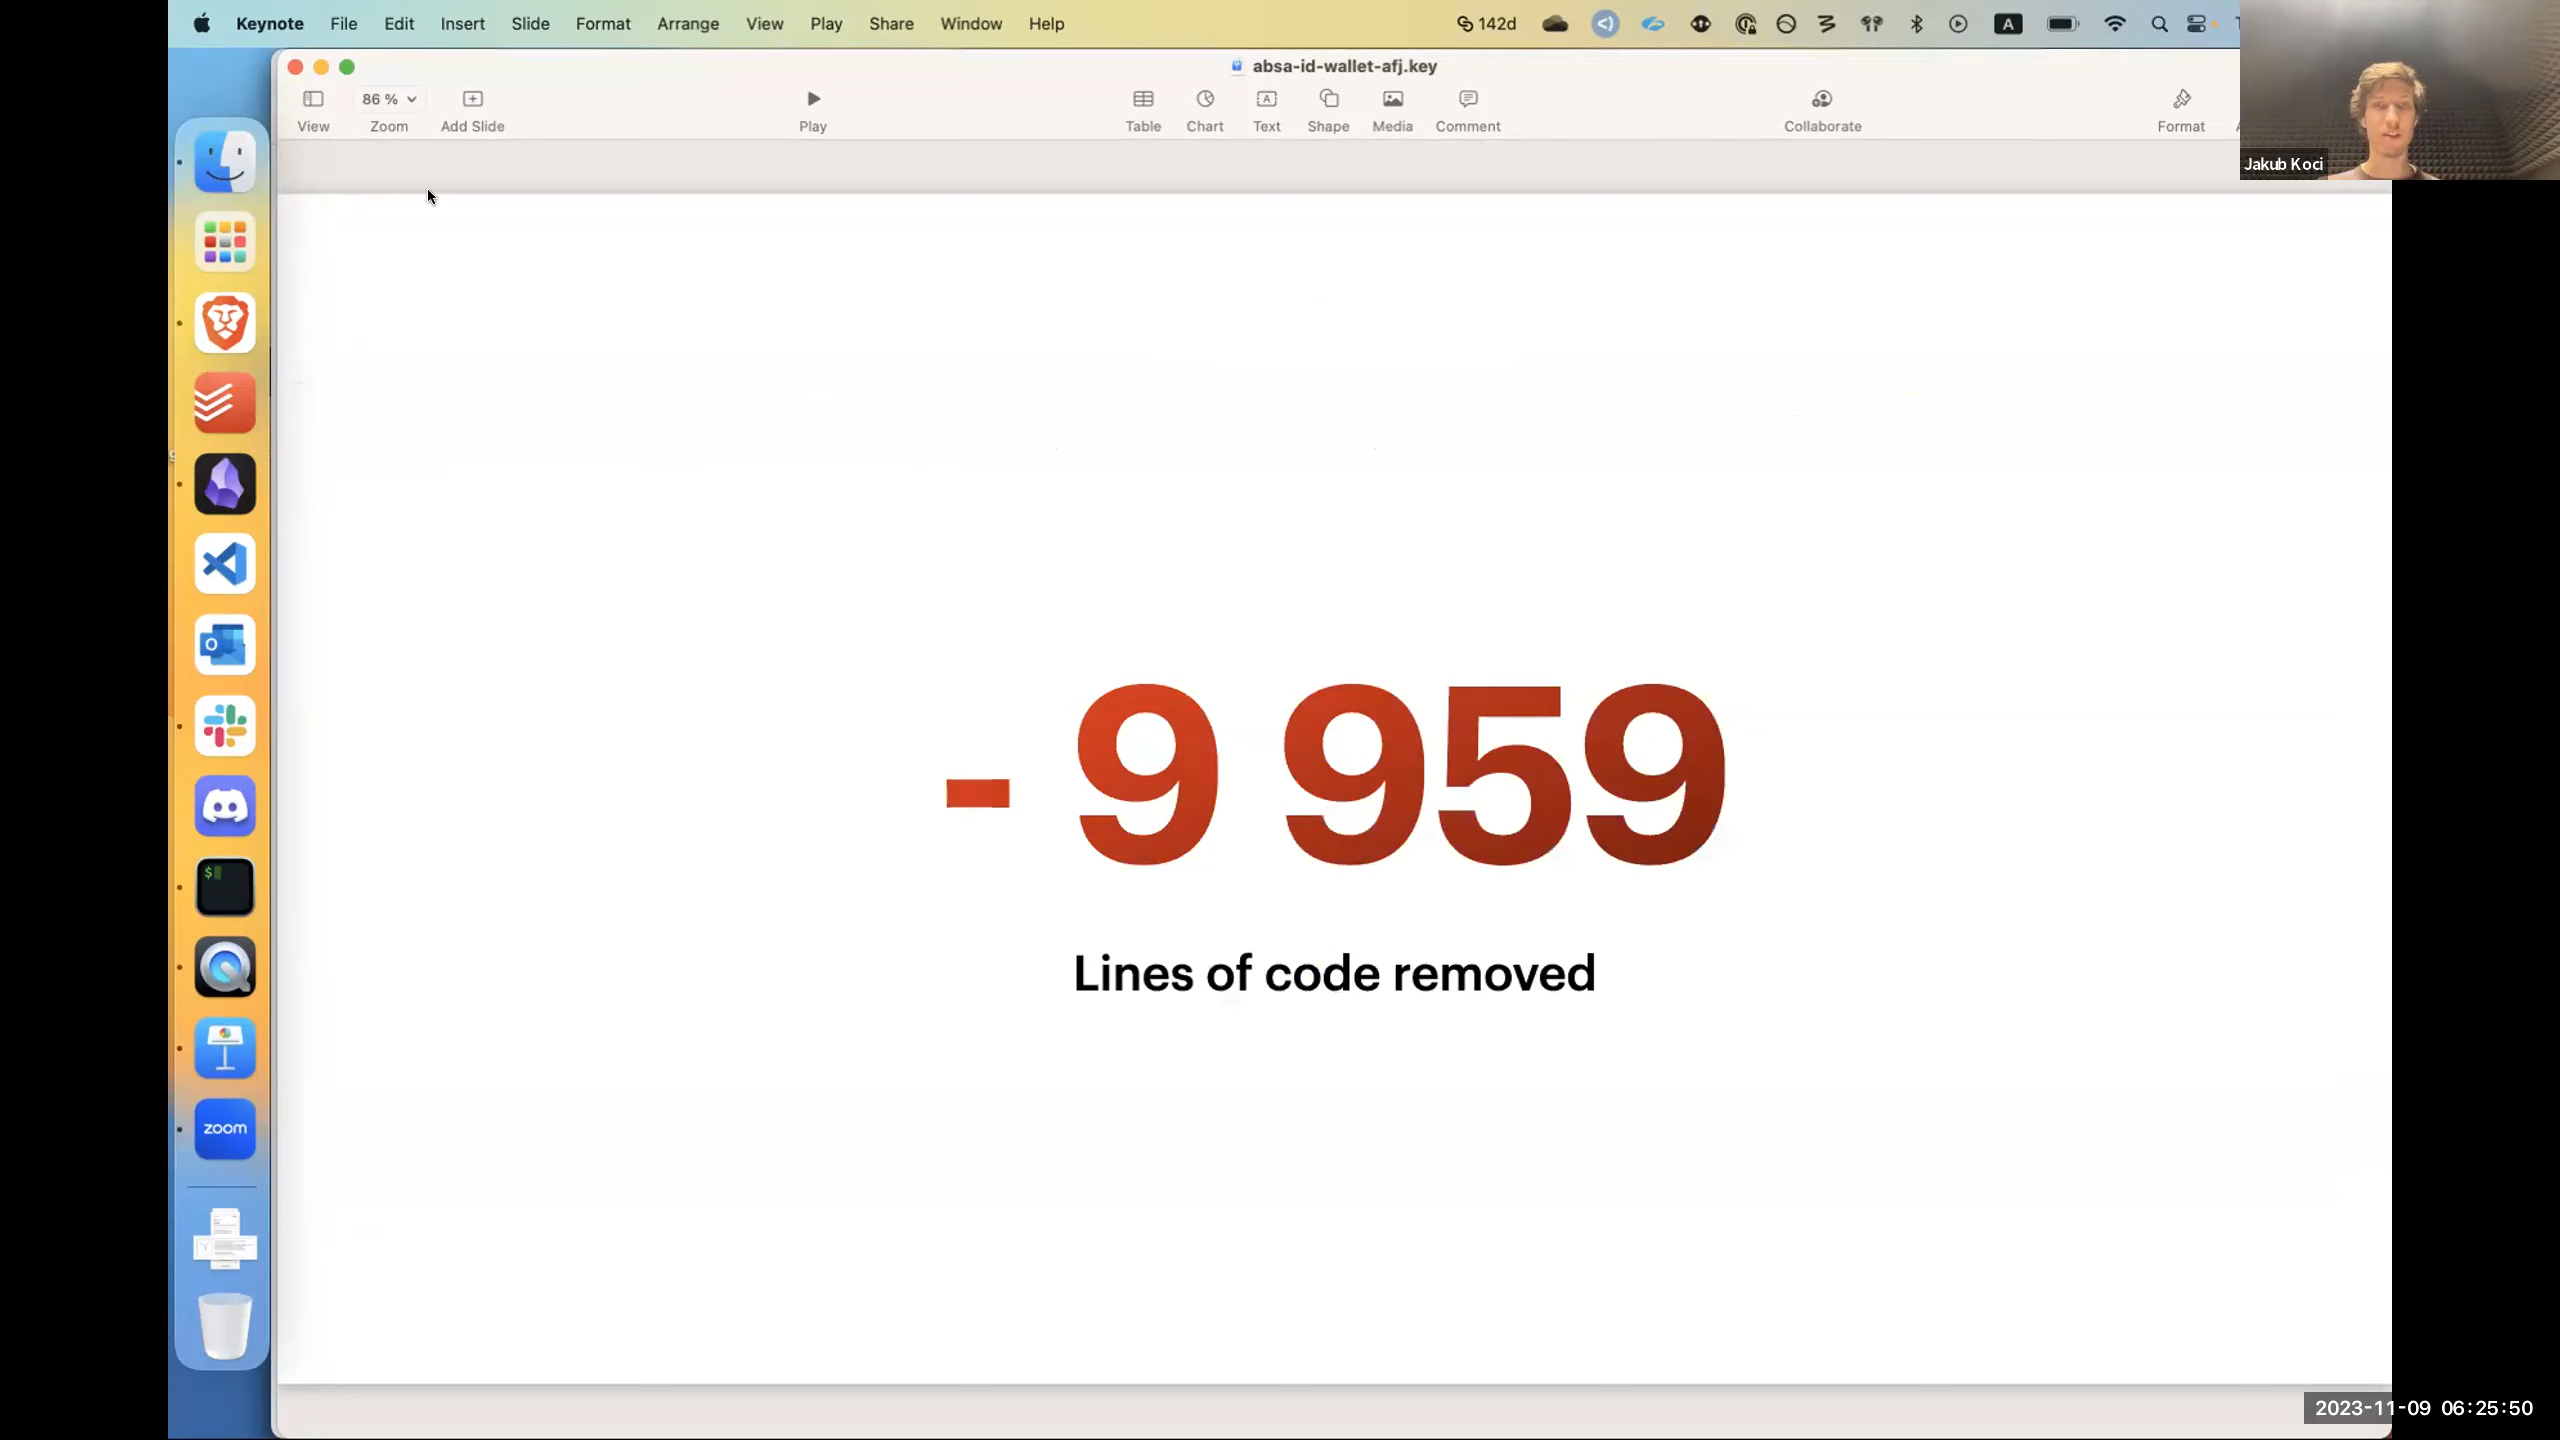 Keynote File Edit Insert Slide Format Arrange View Play Share Window Help 142d A
absa-id-wallet-afj.key
86 %
View Zoom Add Slide Play Table Chart Text Shape Media Comment Collaborate Format
Jakub Koci
- 9 959
Lines of code removed
zoom
2023-11-09 06:25:50